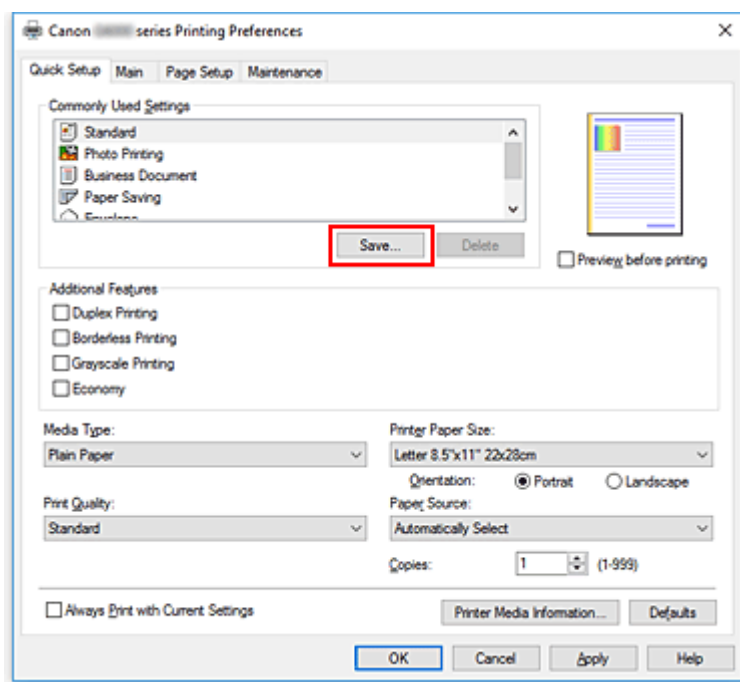 Canon series Printing Preferences
Quick Setup Main Page Setup Maintenance
Commonly Used Settings
Standard
Photo Printing
Business Document
Paper Saving
Save... Delete
Preview before printing
Additional Features
Duplex Printing
Borderless Printing
Grayscale Printing
Economy
Media Type: Printer Paper Size:
Plain Paper Letter 8.5"x11" 22x28cm
Orientation: Portrait Landscape
Print Quality: Paper Source:
Standard Automatically Select
Copies: 1 (1-999)
Always Print with Current Settings Printer Media Information... Defaults
OK Cancel Apply Help